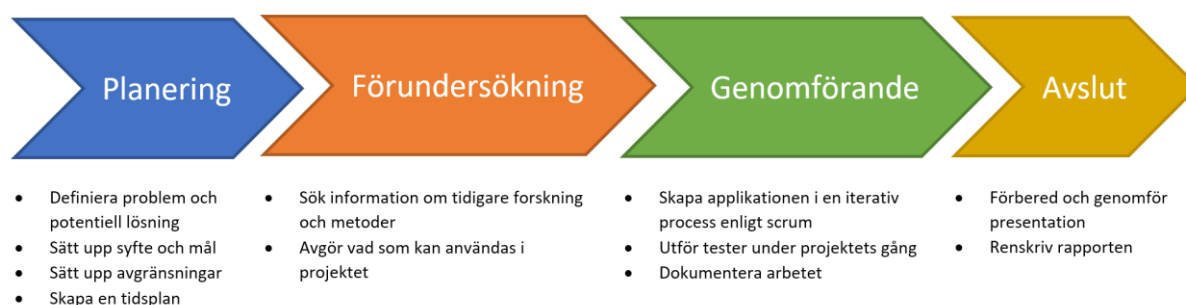 Planering
Förundersökning
Genomförande
Avslut
• Definiera problem och
potentiell lösning
• Sätt upp syfte och mål
• Sätt upp avgränsningar
• Skapa en tidsplan
• Sök information om tidigare forskning
och metoder
• Avgör vad som kan användas i
projektet
• Skapa applikationen i en iterativ
process enligt scrum
• Utför tester under projektets gång
• Dokumentera arbetet
• Förbered och genomför
presentation
• Renskriv rapporten